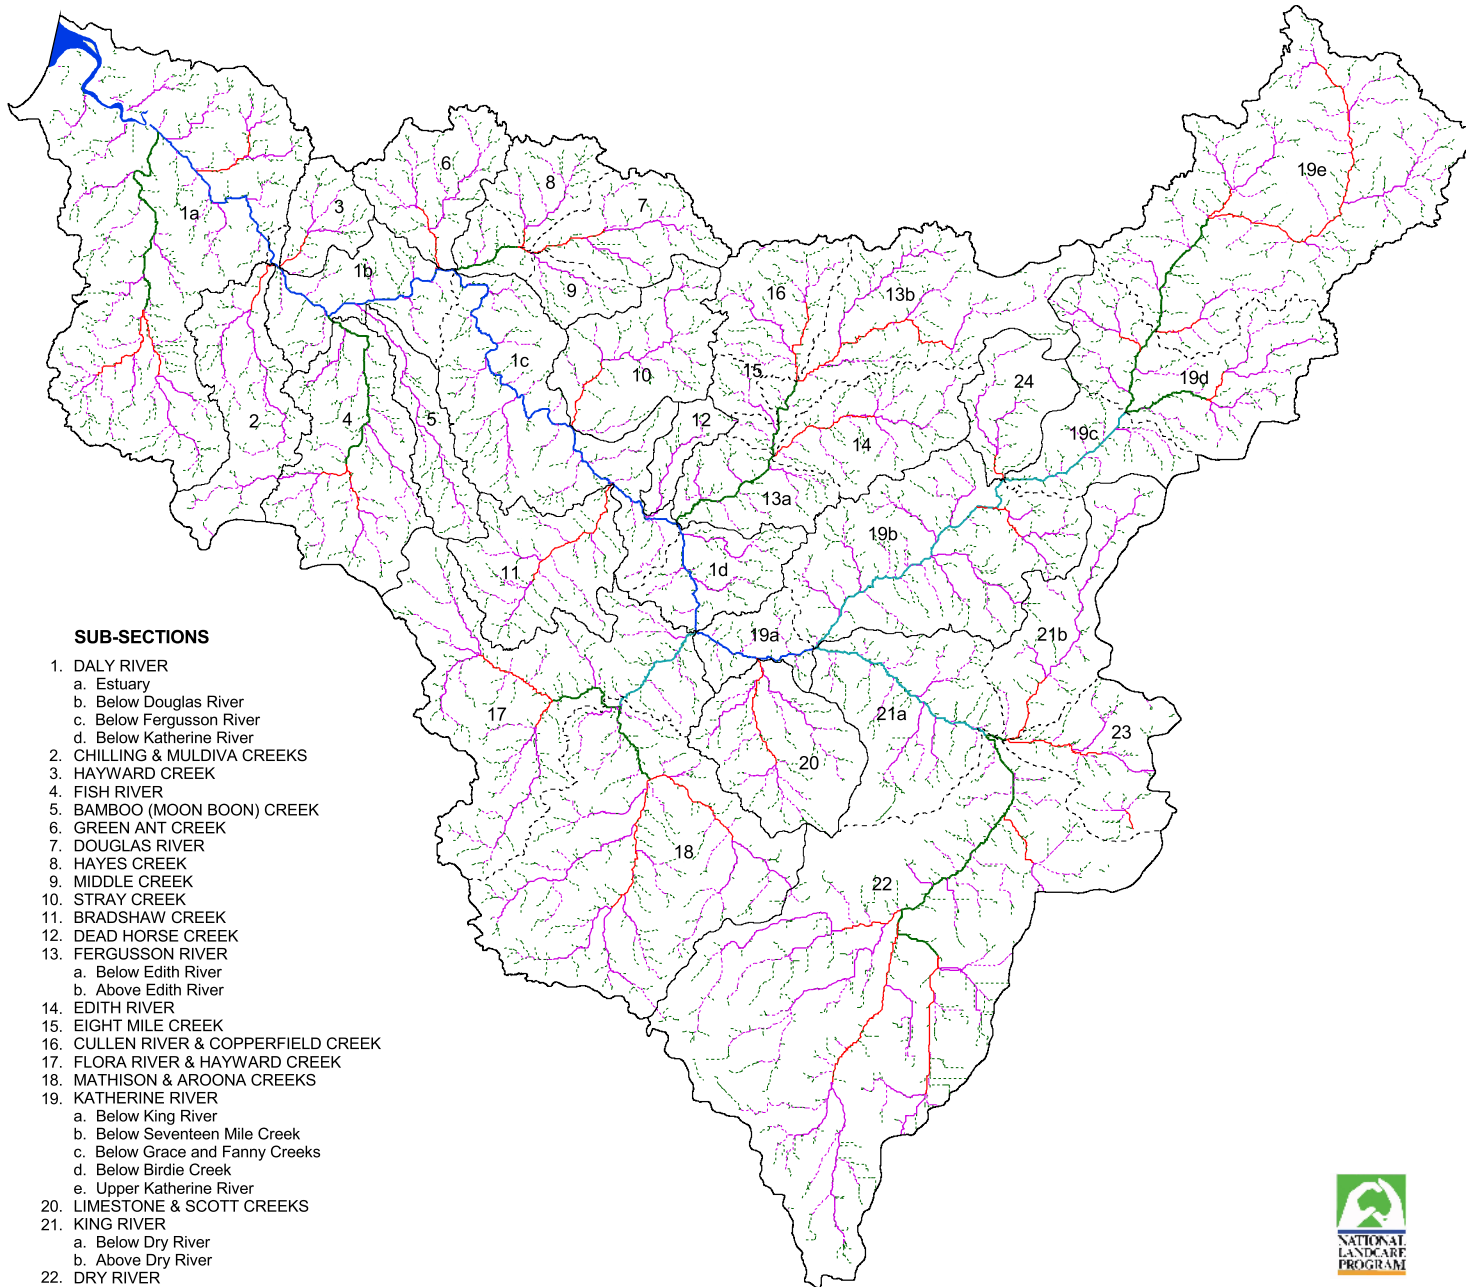 19e
6
8
3
7
1a
1b
9
16
13b
1c
10
15
24
19d
2
4
5
12
14
19c
13a
19b
11
1d
19a
21b
17
21a
23
20
18
22
SUB-SECTIONS
1. DALY RIVER
a. Estuary
b. Below Douglas River
c. Below Fergusson River
d. Below Katherine River
2. CHILLING & MULDIVA CREEKS
3. HAYWARD CREEK
4. FISH RIVER
5. BAMBOO (MOON BOON) CREEK
6. GREEN ANT CREEK
7. DOUGLAS RIVER
8. HAYES CREEK
9. MIDDLE CREEK
10. STRAY CREEK
11. BRADSHAW CREEK
12. DEAD HORSE CREEK
13. FERGUSSON RIVER
a. Below Edith River
b. Above Edith River
14. EDITH RIVER
15. EIGHT MILE CREEK
16. CULLEN RIVER & COPPERFIELD CREEK
17. FLORA RIVER & HAYWARD CREEK
18. MATHISON & AROONA CREEKS
19. KATHERINE RIVER
a. Below King River
b. Below Seventeen Mile Creek
c. Below Grace and Fanny Creeks
d. Below Birdie Creek
e. Upper Katherine River
20. LIMESTONE & SCOTT CREEKS
21. KING RIVER
a. Below Dry River
b. Above Dry River
22. DRY RIVER
NATIONAL
LANDCARE
PROGRAM